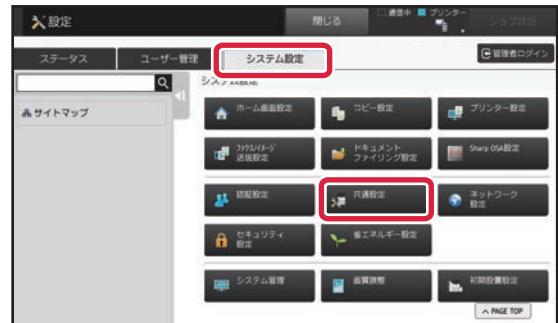 設定
閉じる
通信中
プリンター
ジョブ状況
ステータス
ユーザー管理
システム設定
管理者ログイン
システム設定
サイトマップ
ホーム画面設定
コピー設定
プリンター設定
ファクス/イメージ
送信設定
ドキュメント
ファイリング設定
Sharp OSA設定
認証設定
共通設定
ネットワーク
設定
セキュリティ
設定
省エネルギー設定
システム管理
画質調整
初期設置設定
PAGE TOP